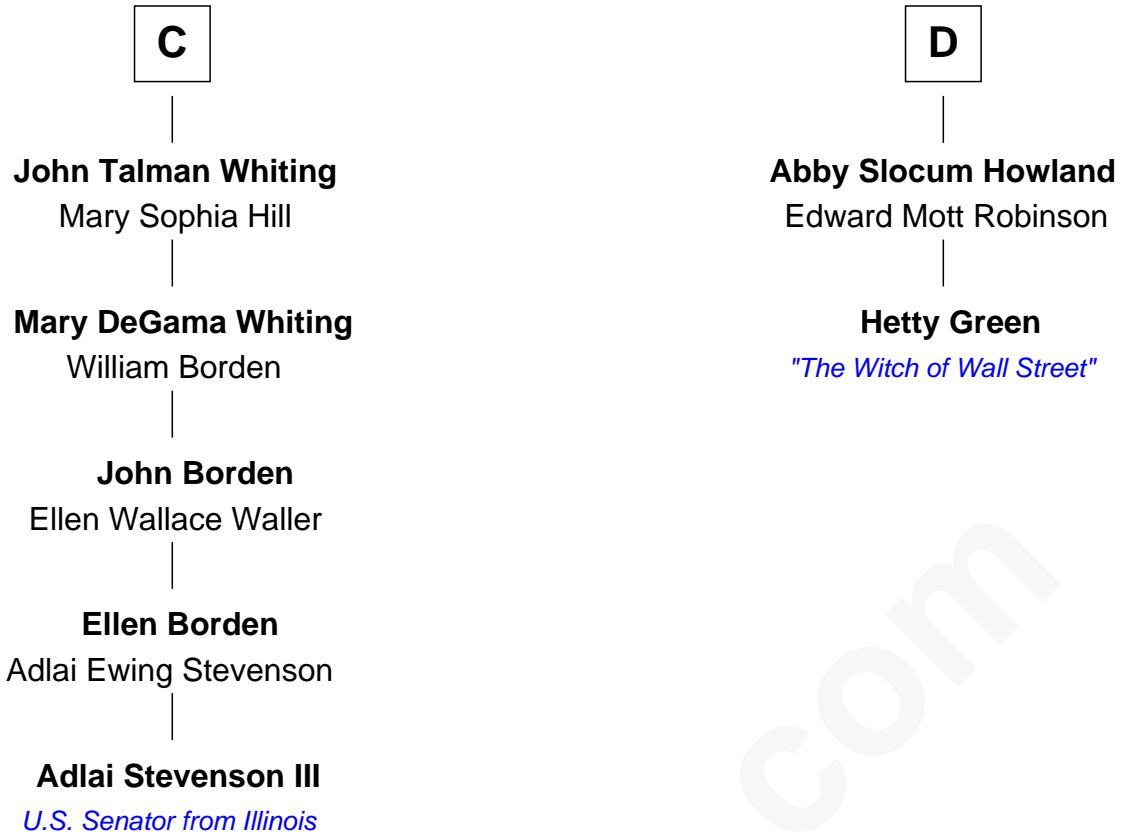 C
John Talman Whiting
Mary Sophia Hill
Mary DeGama Whiting
William Borden
John Borden
Ellen Wallace Waller
Ellen Borden
Adlai Ewing Stevenson
Adlai Stevenson III
U.S. Senator from Illinois
D
Abby Slocum Howland
Edward Mott Robinson
Hetty Green
"The Witch of Wall Street"
com